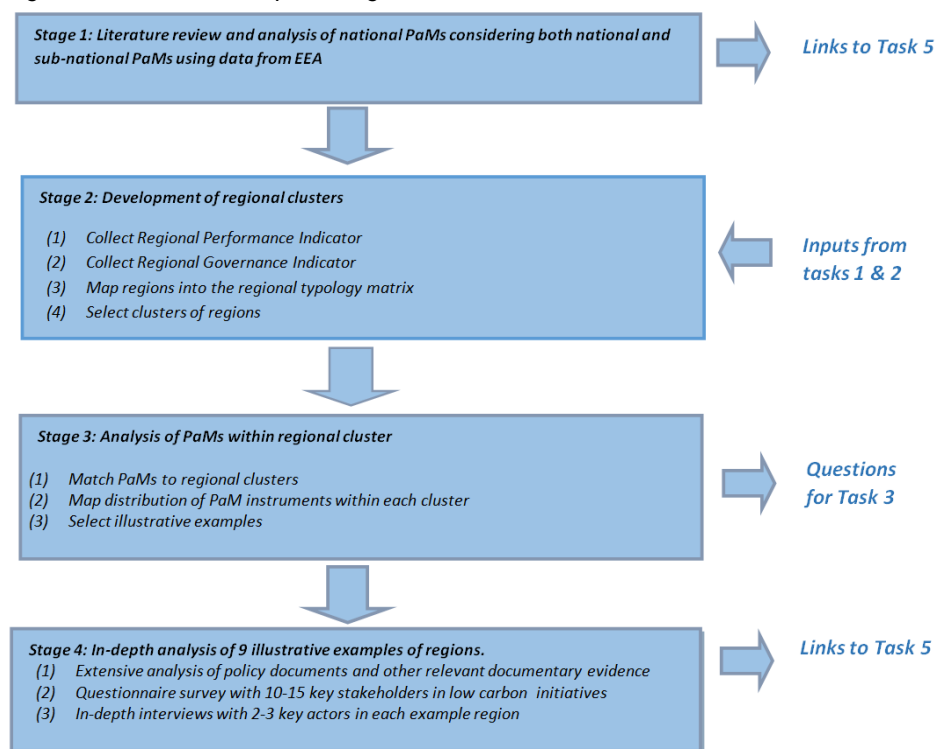 Stage 1: Literature review and analysis of national PaMs considering both national and
sub-national PaMs using data from EEA
Links to Task 5
Stage 2: Development of regional clusters
(1) Collect Regional Performance Indicator
(2) Collect Regional Governance Indicator
(3) Map regions into the regional typology matrix
(4) Select clusters of regions
Inputs from
tasks 1 & 2
Stage 3: Analysis of PaMs within regional cluster
(1) Match PaMs to regional clusters
(2) Map distribution of PaM instruments within each cluster
(3) Select illustrative examples
Questions
for Task 3
Stage 4: In-depth analysis of 9 illustrative examples of regions.
(1) Extensive analysis of policy documents and other relevant documentary evidence
(2) Questionnaire survey with 10-15 key stakeholders in low carbon initiatives
(3) In-depth interviews with 2-3 key actors in each example region
Links to Task 5